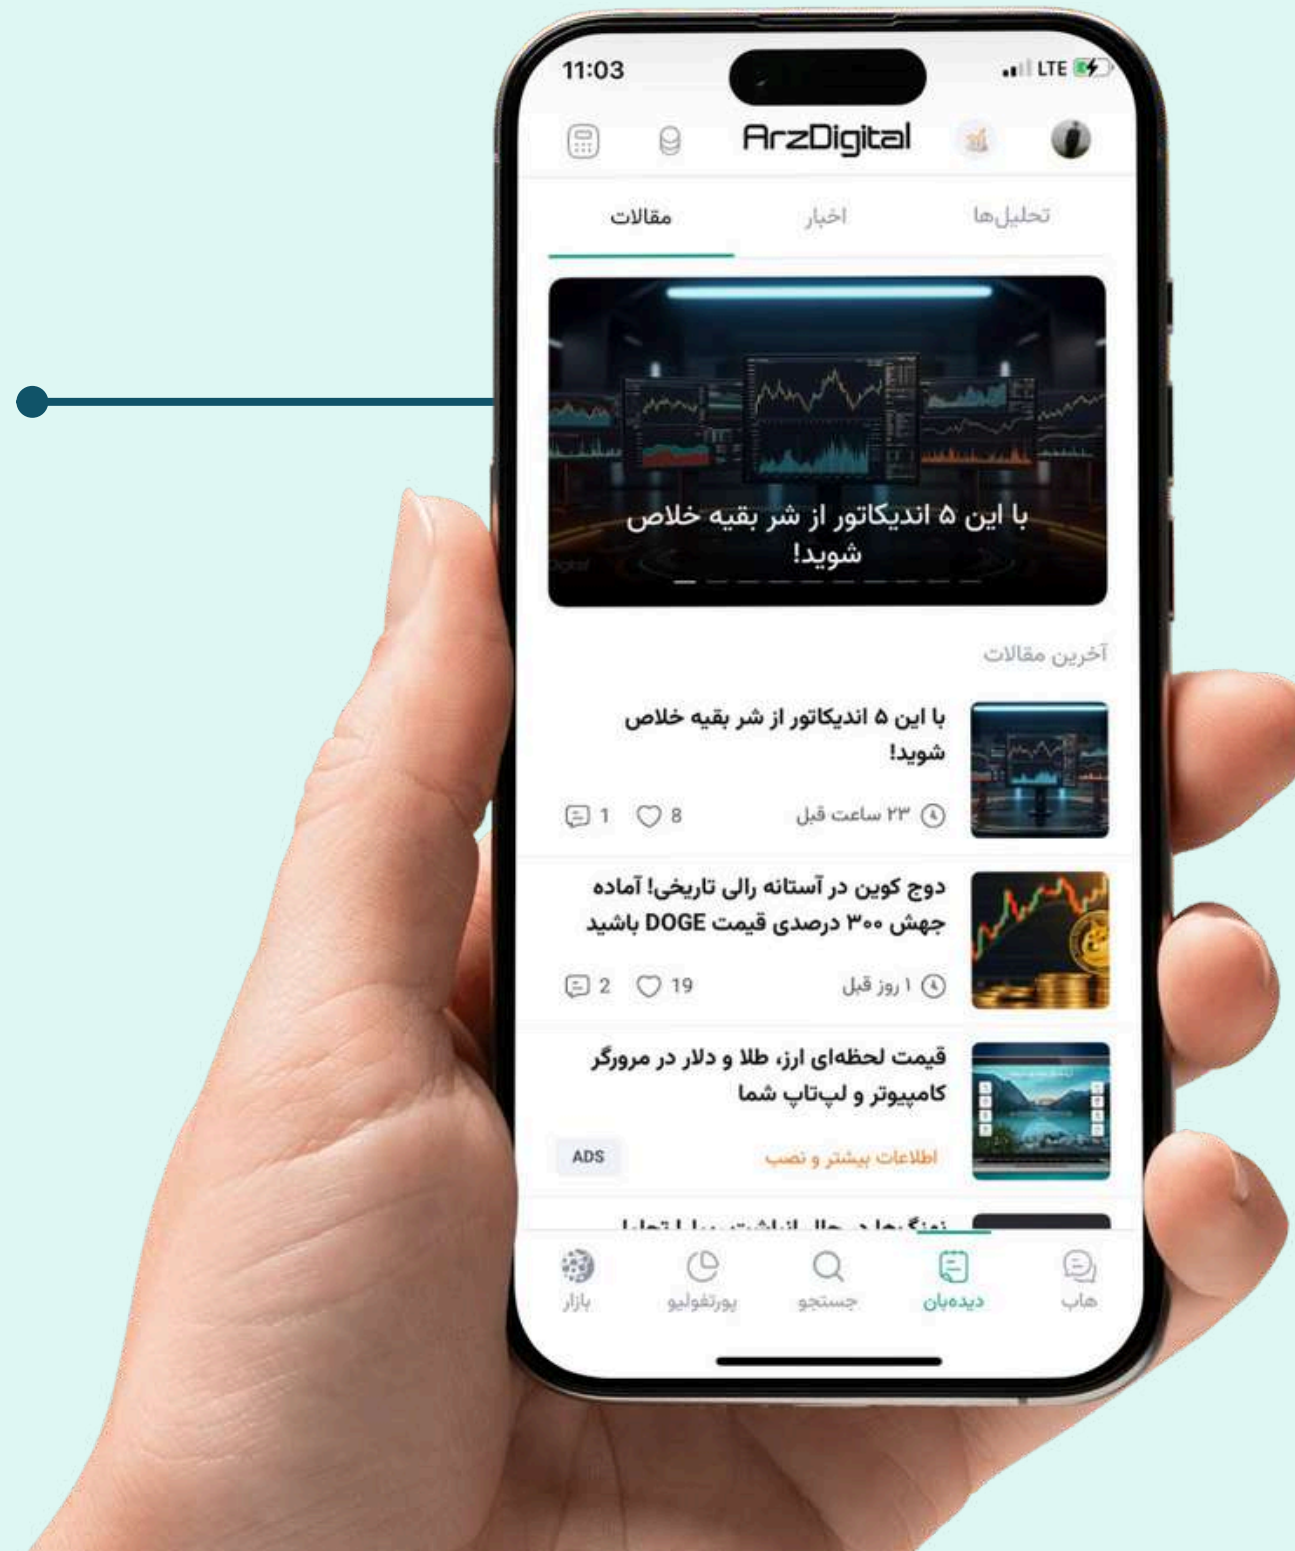 11:03
LTE
ArzDigital
تحلیل‌ها
اخبار
مقالات
با این ۵ اندیکاتور از شر بقیه خلاص
شوید!
آخرین مقالات
با این ۵ اندیکاتور از شر بقیه خلاص
شوید!
۲۳ ساعت قبل
8
1
دوج کوین در آستانه رالی تاریخی! آماده
جهش ۳۰۰ درصدی قیمت DOGE باشید
۱ روز قبل
19
2
قیمت لحظه‌ای ارز، طلا و دلار در مرورگر
کامپیوتر و لپ‌تاپ شما
اطلاعات بیشتر و نصب
ADS
هاب
دیده‌بان
جستجو
پورتفولیو
بازار